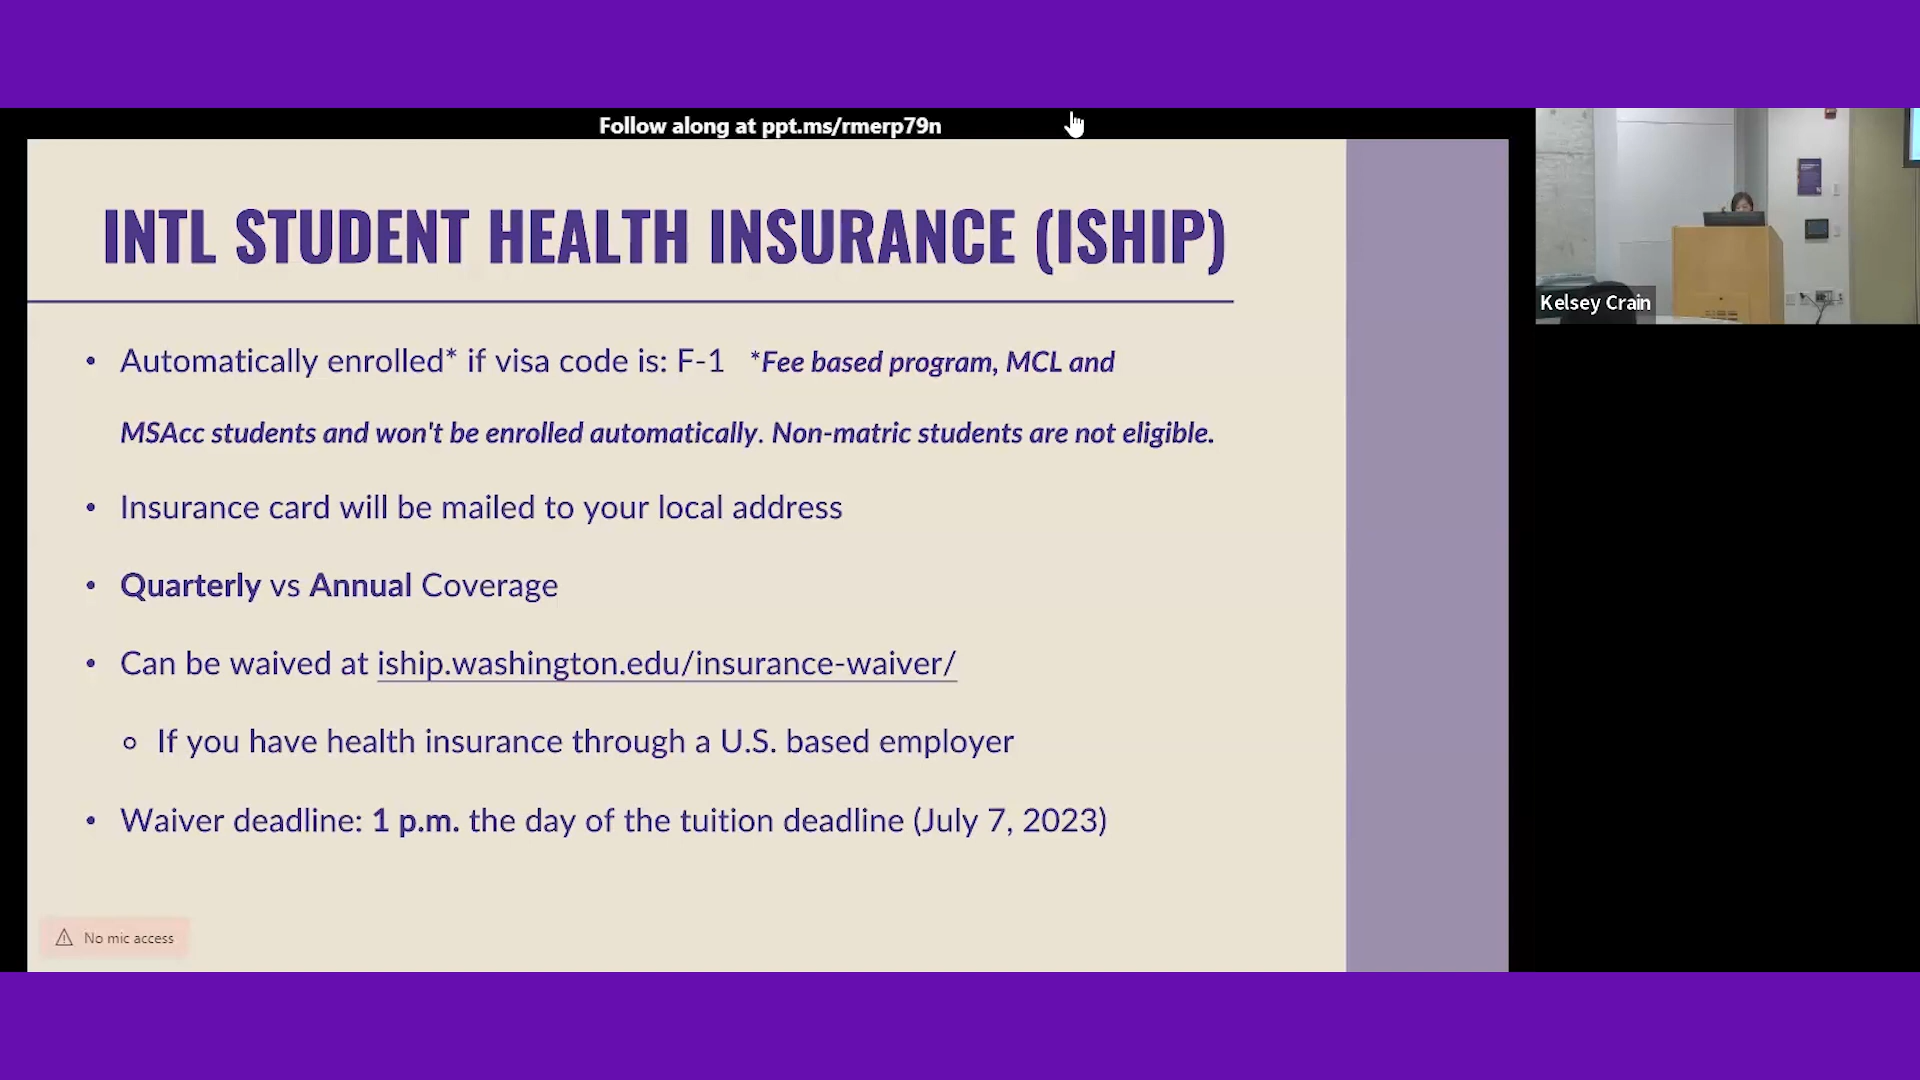 Follow along at ppt.ms/rmerp79n
INTL STUDENT HEALTH INSURANCE (ISHIP)
• Automatically enrolled* if visa code is: F-1 *Fee based program, MCL and
MSAcc students and won't be enrolled automatically. Non-matric students are not eligible.
• Insurance card will be mailed to your local address
• Quarterly vs Annual Coverage
• Can be waived at iship.washington.edu/insurance-waiver/
○ If you have health insurance through a U.S. based employer
• Waiver deadline: 1 p.m. the day of the tuition deadline (July 7, 2023)
No mic access
Kelsey Crain